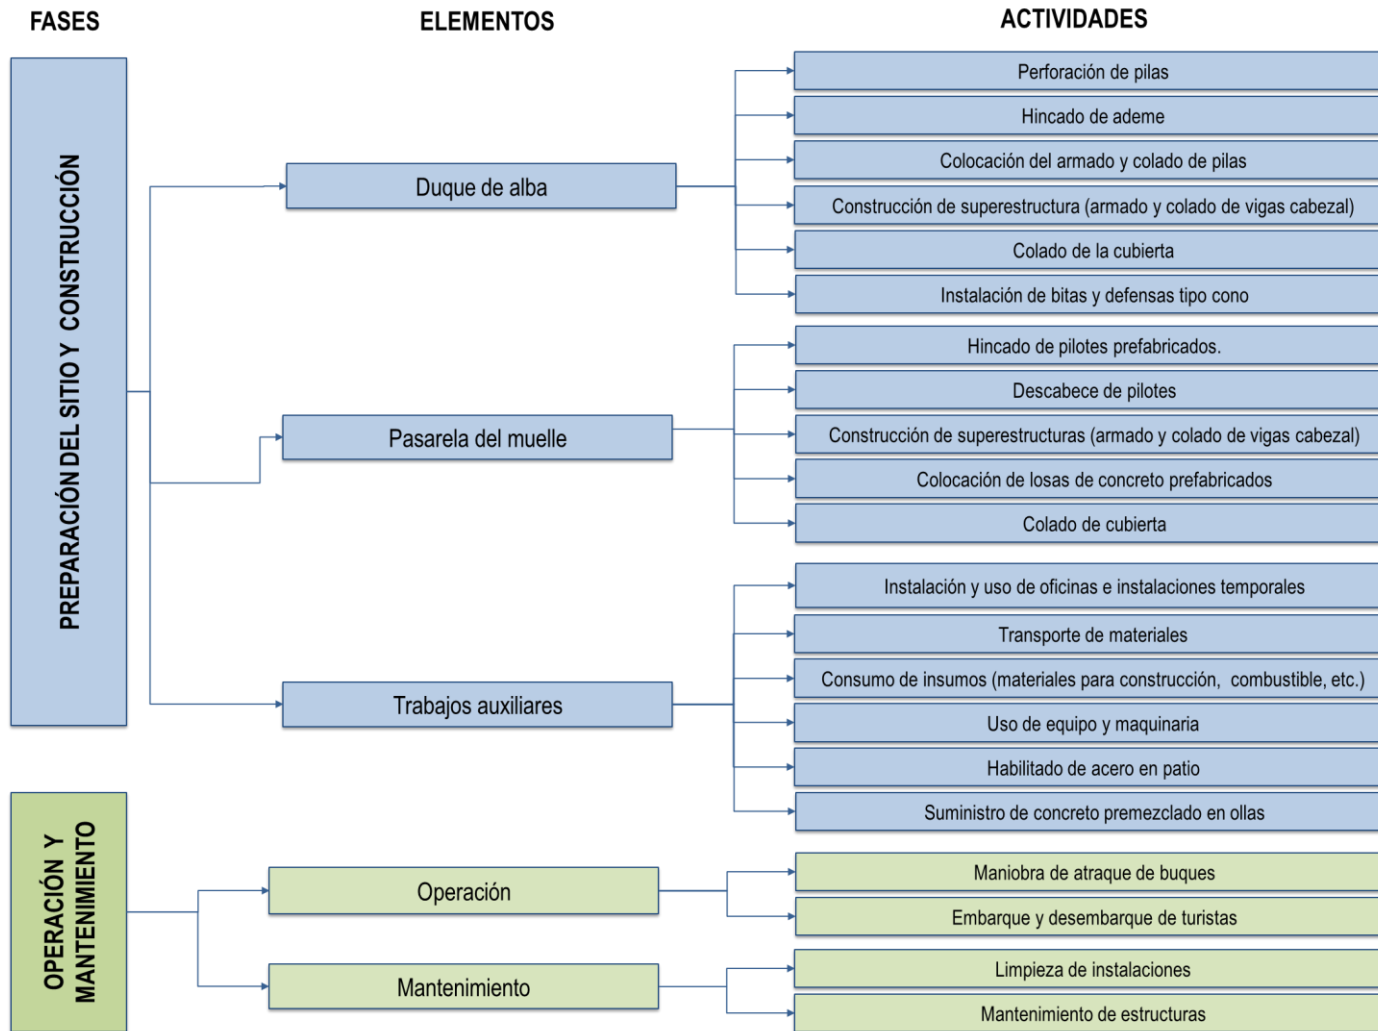 FASES
ELEMENTOS
ACTIVIDADES
PREPARACIÓN DEL SITIO Y CONSTRUCCIÓN
Duque de alba
Perforación de pilas
Hincado de ademe
Colocación del armado y colado de pilas
Construcción de superestructura (armado y colado de vigas cabezal)
Colado de la cubierta
Instalación de bitas y defensas tipo cono
Pasarela del muelle
Hincado de pilotes prefabricados.
Descabece de pilotes
Construcción de superestructuras (armado y colado de vigas cabezal)
Colocación de losas de concreto prefabricados
Colado de cubierta
Trabajos auxiliares
Instalación y uso de oficinas e instalaciones temporales
Transporte de materiales
Consumo de insumos (materiales para construcción, combustible, etc.)
Uso de equipo y maquinaria
Habilitado de acero en patio
Suministro de concreto premezclado en ollas
OPERACIÓN Y
MANTENIMIENTO
Operación
Maniobra de atraque de buques
Embarque y desembarque de turistas
Mantenimiento
Limpieza de instalaciones
Mantenimiento de estructuras